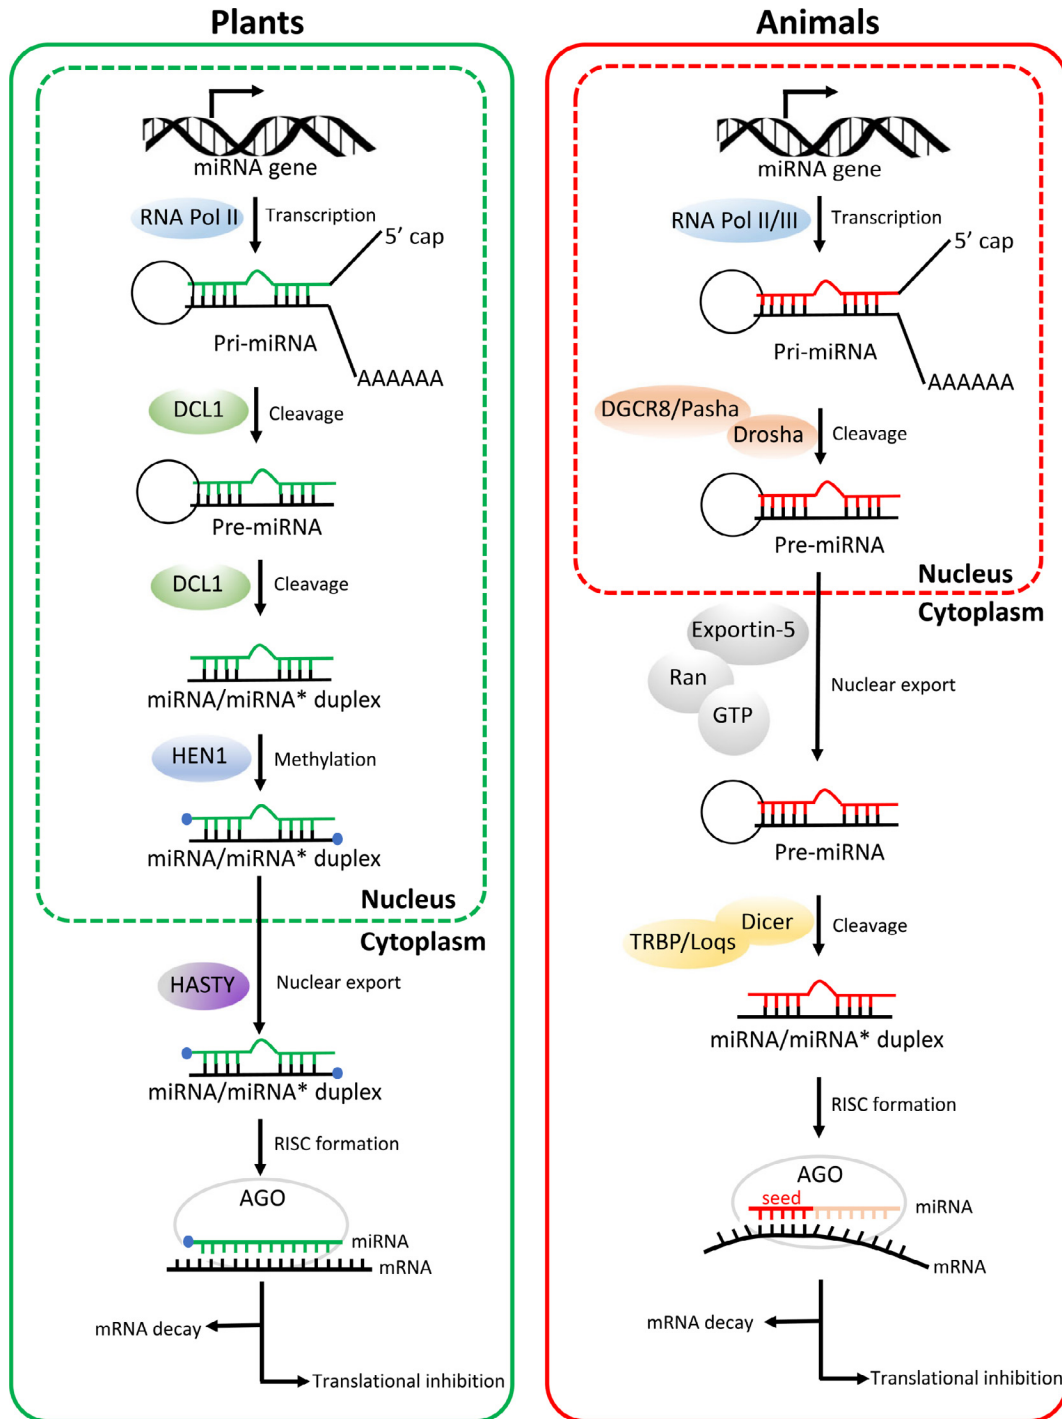 Plants
miRNA gene
RNA Pol II
Transcription
5’ cap
Pri-miRNA
AAAAAA
DCL1
Cleavage
Pre-miRNA
DCL1
Cleavage
miRNA/miRNA* duplex
HEN1
Methylation
miRNA/miRNA* duplex
Nucleus
Cytoplasm
HASTY
Nuclear export
miRNA/miRNA* duplex
RISC formation
AGO
miRNA
mRNA
mRNA decay
Translational inhibition
Animals
miRNA gene
RNA Pol II/III
Transcription
5’ cap
Pri-miRNA
AAAAAA
DGCR8/Pasha
Drosha
Cleavage
Pre-miRNA
Nucleus
Cytoplasm
Exportin-5
Ran
GTP
Nuclear export
Pre-miRNA
Dicer
TRBP/Loqs
Cleavage
miRNA/miRNA* duplex
RISC formation
AGO
seed
miRNA
mRNA
mRNA decay
Translational inhibition